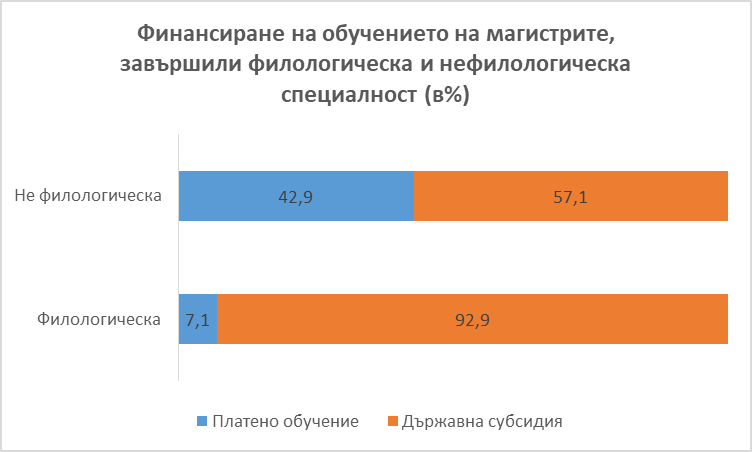 Финансиране на обучението на магистрите,
завършили филологическа и нефилологическа
специалност (в%)
Не филологическа
42,9
57,1
Филологическа
7,1
92,9
Платено обучение
Държавна субсидия